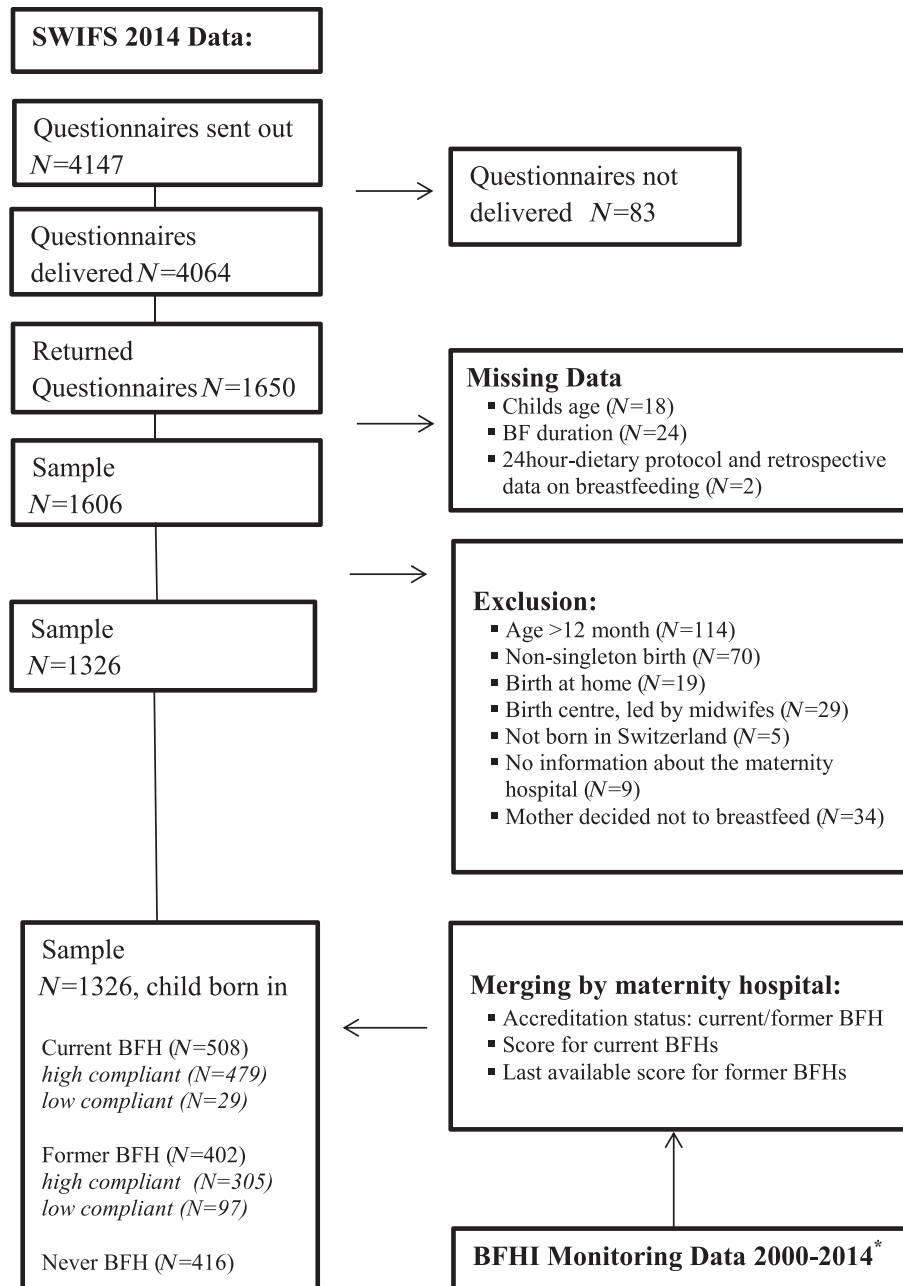 SWIFS 2014 Data:
Questionnaires sent out
N=4147
Questionnaires not
delivered N=83
Questionnaires
delivered N=4064
Returned
Questionnaires N=1650
Missing Data
▪ Childs age (N=18)
▪ BF duration (N=24)
▪ 24hour-dietary protocol and retrospective
data on breastfeeding (N=2)
Sample
N=1606
Exclusion:
▪ Age >12 month (N=114)
▪ Non-singleton birth (N=70)
▪ Birth at home (N=19)
▪ Birth centre, led by midwifes (N=29)
▪ Not born in Switzerland (N=5)
▪ No information about the maternity
hospital (N=9)
▪ Mother decided not to breastfeed (N=34)
Sample
N=1326
Sample
N=1326, child born in
Current BFH (N=508)
high compliant (N=479)
low compliant (N=29)
Former BFH (N=402)
high compliant (N=305)
low compliant (N=97)
Never BFH (N=416)
Merging by maternity hospital:
▪ Accreditation status: current/former BFH
▪ Score for current BFHs
▪ Last available score for former BFHs
BFHI Monitoring Data 2000-2014*